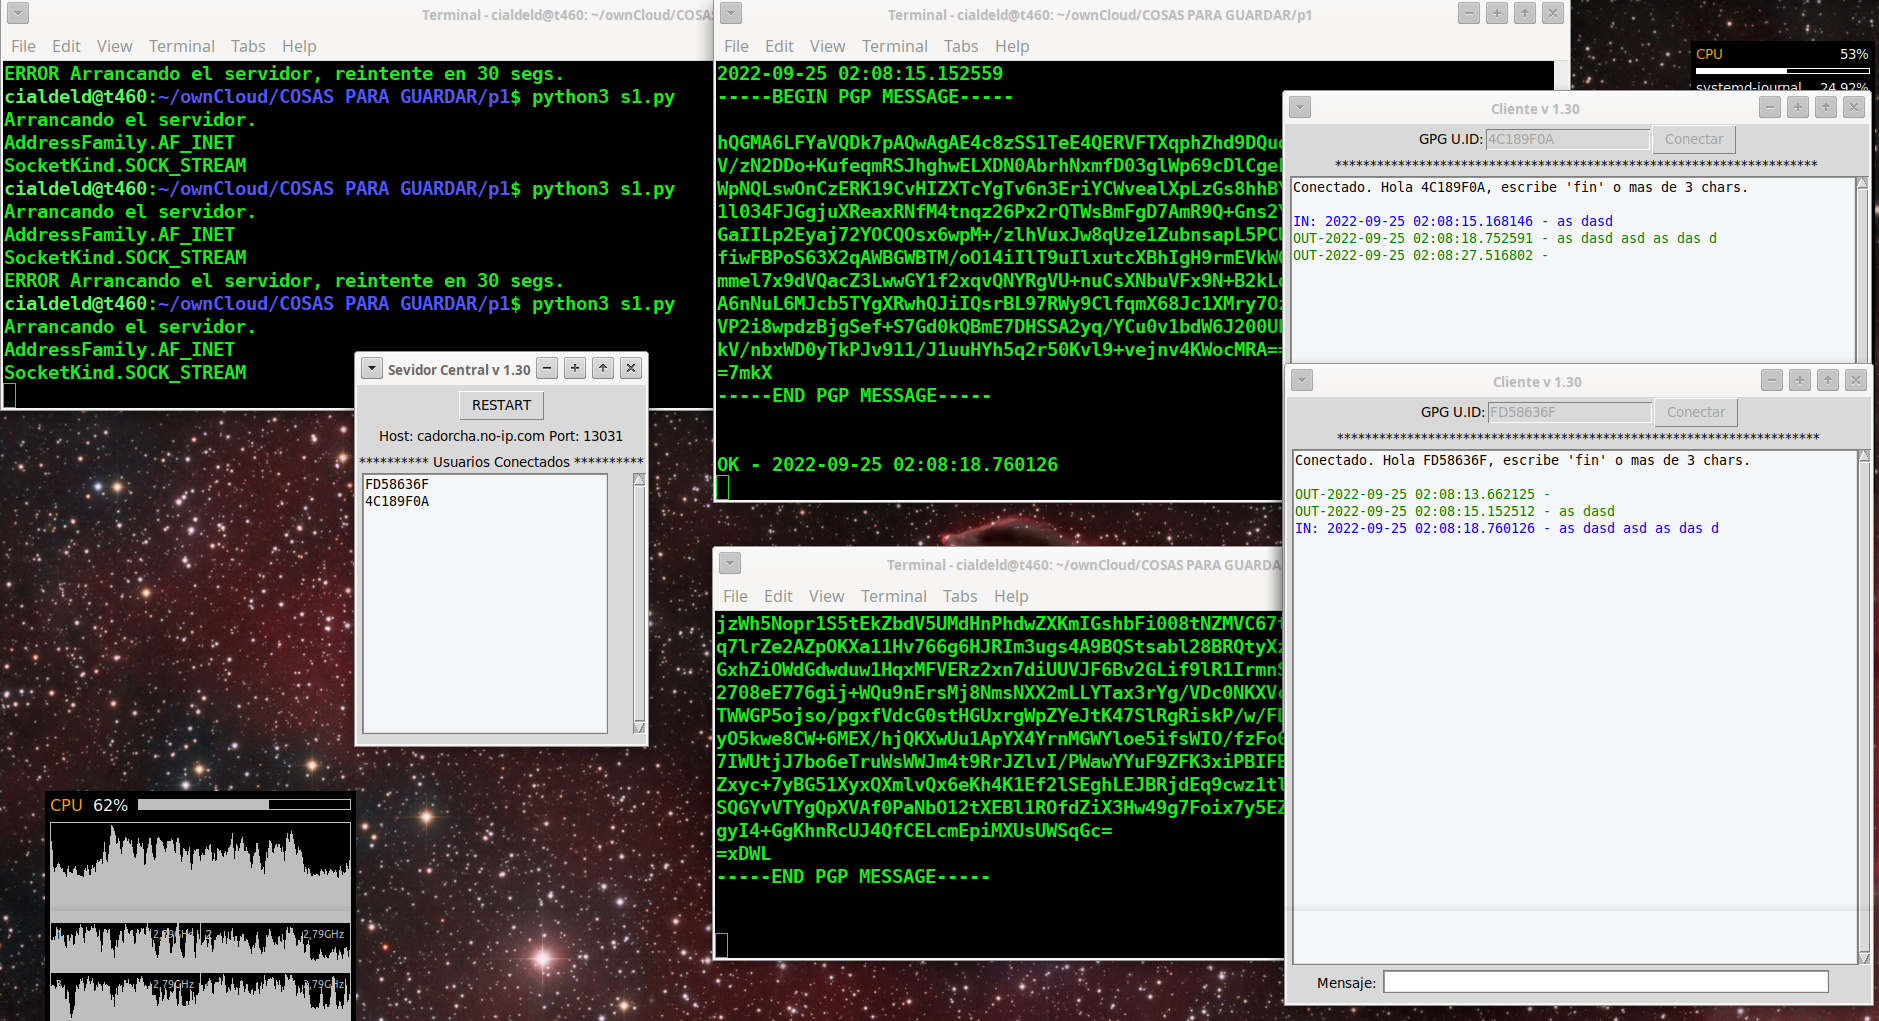 Terminal - cialdeld@t460: ~/ownCloud/COSAS
File Edit View Terminal Tabs Help
ERROR Arrancando el servidor, reintente en 30 segs.
cialdeld@t460:~/ownCloud/COSAS PARA GUARDAR/p1$ python3 s1.py
Arrancando el servidor.
AddressFamily.AF_INET
SocketKind.SOCK_STREAM
cialdeld@t460:~/ownCloud/COSAS PARA GUARDAR/p1$ python3 s1.py
Arrancando el servidor.
AddressFamily.AF_INET
SocketKind.SOCK_STREAM
ERROR Arrancando el servidor, reintente en 30 segs.
cialdeld@t460:~/ownCloud/COSAS PARA GUARDAR/p1$ python3 s1.py
Arrancando el servidor.
AddressFamily.AF_INET
SocketKind.SOCK_STREAM
Sevidor Central v 1.30
RESTART
Host: cadorcha.no-ip.com Port: 13031
********** Usuarios Conectados **********
FD58636F
4C189F0A
CPU 62%
2,79GHz 2 2,79GHz
2,79GHz 2,79GHz
Terminal - cialdeld@t460: ~/ownCloud/COSAS PARA GUARDAR/p1
File Edit View Terminal Tabs Help
2022-09-25 02:08:15.152559
-----BEGIN PGP MESSAGE-----
hQGMA6LFYaVQDk7pAQwAgAE4c8zSS1TeE4QERVFTXqphZhd9DQu
V/zN2DDo+KufeqmRSJhghwELXDN0AbrhNxmfD03glWp69cDlCge
WpNQLswOnCzERK19CvHIZXTcYgTv6n3EriYCWvealXpLzGs8hhB
1l034FJGgjuXReaxRNfM4tnqz26Px2rQTWsBmFgD7AmR9Q+Gns2
GaIILp2Eyaj72YOCQOsx6wpM+/zlhVuxJw8qUze1ZubnsapL5PC
fiwFBPoS63X2qAWBGWBTM/oO14iIlT9uIlxutcXBhIgH9rmEVkW
mmel7x9dVQacZ3LwwGY1f2xqvQNYRgVU+nuCsXNbuVFx9N+B2kL
A6nNuL6MJcb5TYgXRwhQJiIQsrBL97RWy9ClfqmX68Jc1XMry7O
VP2i8wpdzBjgSef+S7Gd0kQBmE7DHSSA2yq/YCu0v1bdW6J200U
kV/nbxWD0yTkPJv911/J1uuHYh5q2r50Kvl9+vejnv4KWocMRA==
=7mkX
-----END PGP MESSAGE-----
OK - 2022-09-25 02:08:18.760126
Terminal - cialdeld@t460: ~/ownCloud/COSAS PARA GUARDA
File Edit View Terminal Tabs Help
jzWh5Nopr1S5tEkZbdV5UMdHnPhdwZXKmIGshbFi008tNZMVC67
q7lrZe2AZpOKXa11Hv766g6HJRIm3ugs4A9BQStsabl28BRQtyX
GxhZiOWdGdwduw1HqxMFVERz2xn7diUUVJF6Bv2GLif9lR1Irmn
2708eE776gij+WQu9nErsMj8NmsNXX2mLLYTax3rYg/VDc0NKXV
TWWGP5ojso/pgxfVdcG0stHGUxrgWpZYeJtK47SlRgRiskP/w/F
yO5kwe8CW+6MEX/hjQKXwUu1ApYX4YrnMGWYloe5ifsWIO/fzFo
7IWUtjJ7bo6eTruWsWWJm4t9RrJZlvI/PWawYYuF9ZFK3xiPBIF
Zxyc+7yBG51XyxQXmlvQx6eKh4K1Ef2lSEghLEJBRjdEq9cwz1t
SQGYvVTYgQpXVAf0PaNbO12tXEBl1ROfdZiX3Hw49g7Foix7y5E
gyI4+GgKhnRcUJ4QfCELcmEpiMXUsUWSqGc=
=xDWL
-----END PGP MESSAGE-----
CPU 53%
systemd-journal 24.92%
Cliente v 1.30
GPG U.ID: 4C189F0A Conectar
*********************************************************************
Conectado. Hola 4C189F0A, escribe 'fin' o mas de 3 chars.
IN: 2022-09-25 02:08:15.168146 - as dasd
OUT-2022-09-25 02:08:18.752591 - as dasd asd as das d
OUT-2022-09-25 02:08:27.516802 -
Cliente v 1.30
GPG U.ID: FD58636F Conectar
*********************************************************************
Conectado. Hola FD58636F, escribe 'fin' o mas de 3 chars.
OUT-2022-09-25 02:08:13.662125 -
OUT-2022-09-25 02:08:15.152512 - as dasd
IN: 2022-09-25 02:08:18.760126 - as dasd asd as das d
Mensaje: